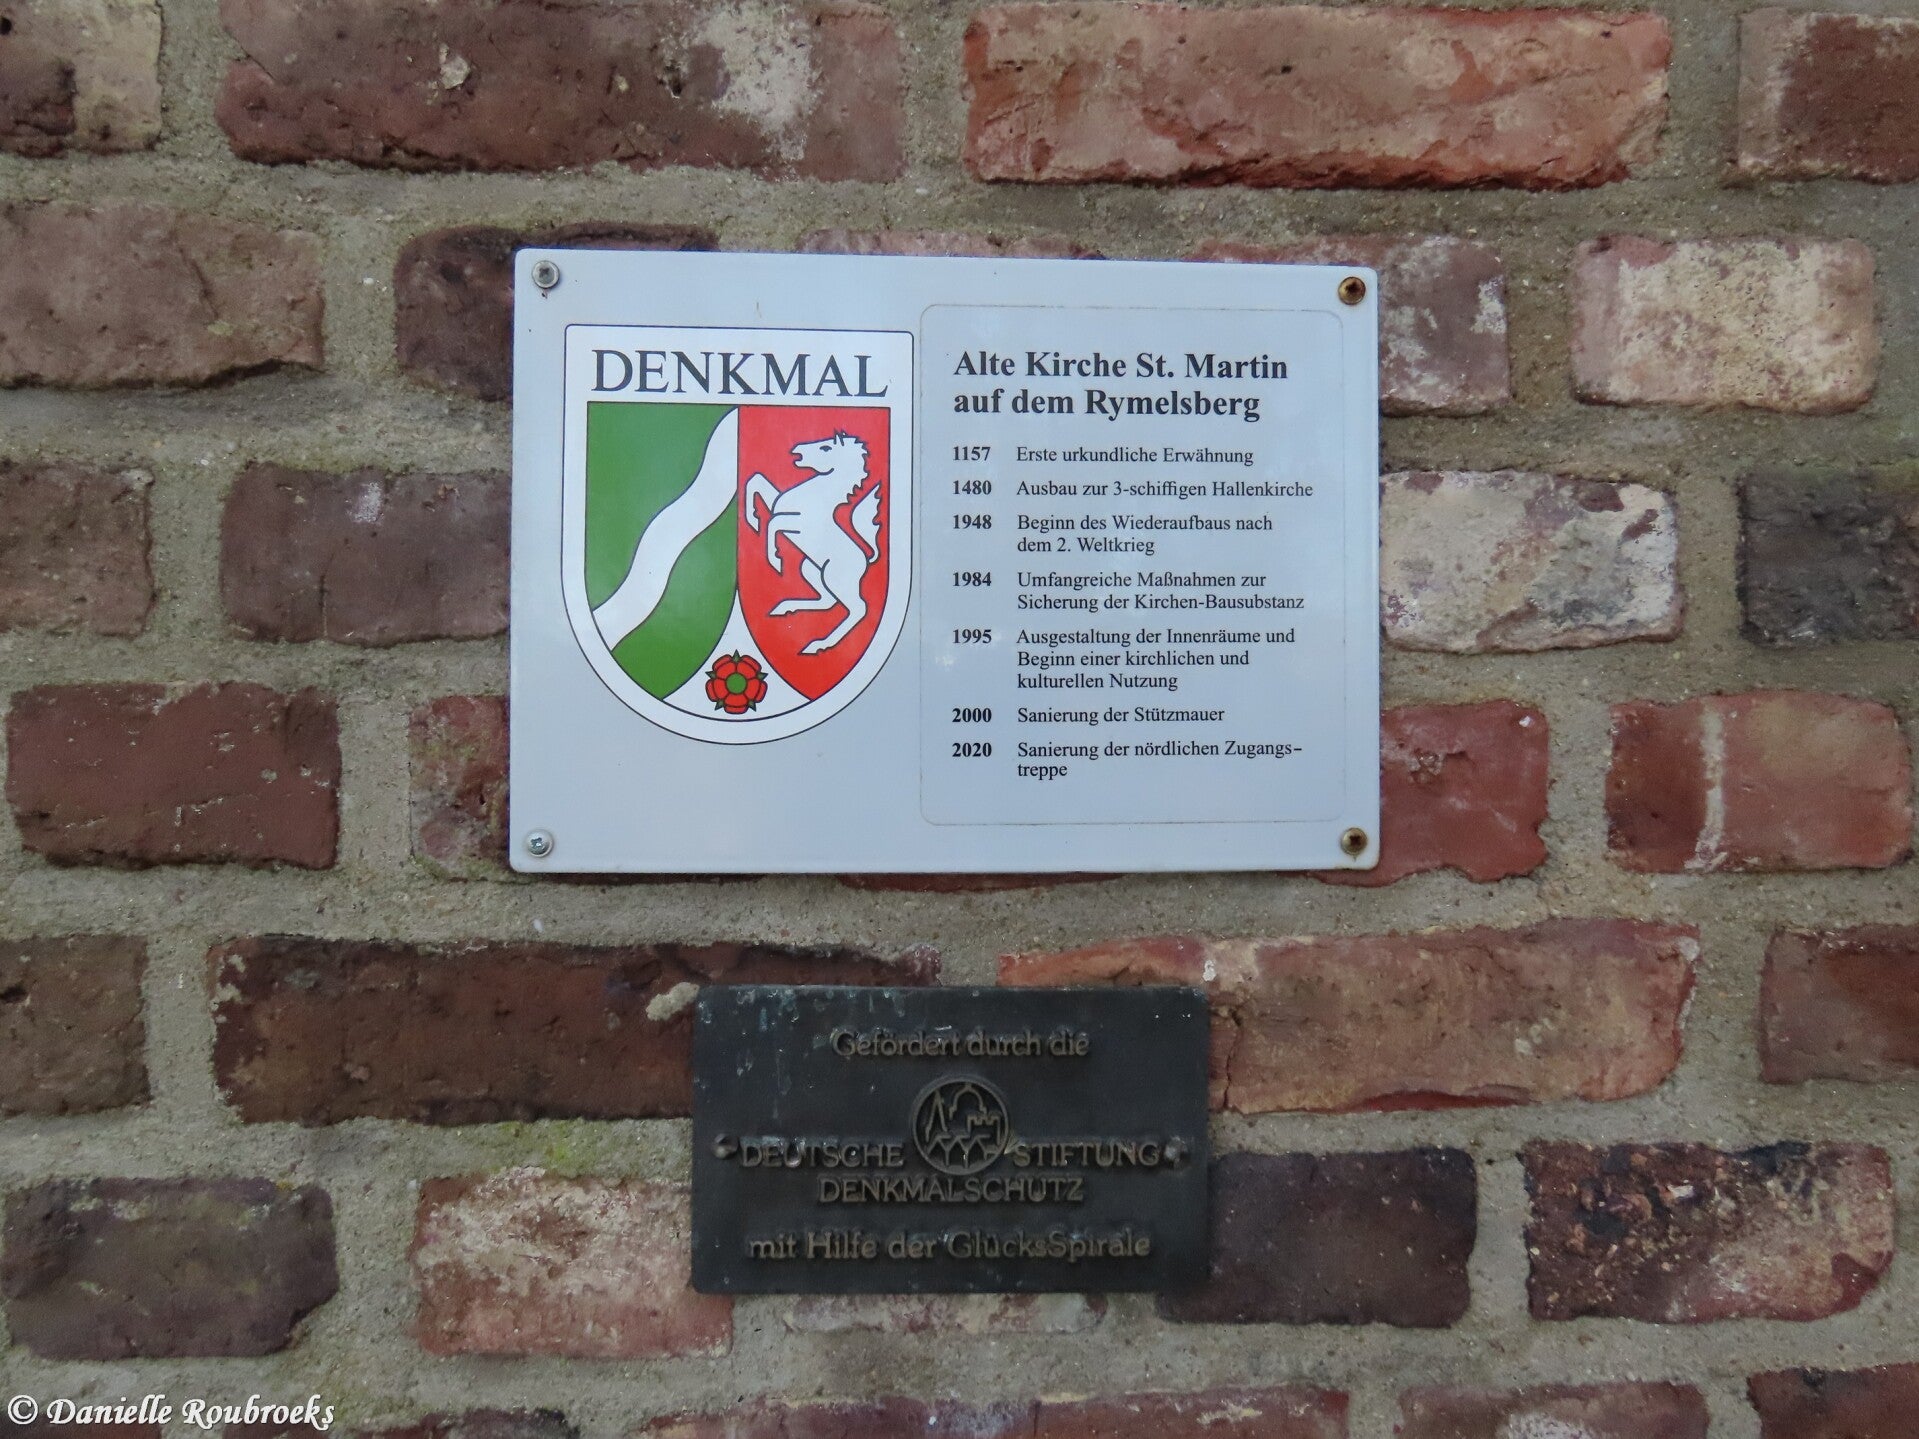 DENKMAL
Alte Kirche St. Martin
auf dem Rymelsberg
1157 Erste urkundliche Erwähnung
1480 Ausbau zur 3-schiffigen Hallenkirche
1948 Beginn des Wiederaufbaus nach
dem 2. Weltkrieg
1984 Umfangreiche Maßnahmen zur
Sicherung der Kirchen-Bausubstanz
1995 Ausgestaltung der Innenräume und
Beginn einer kirchlichen und
kulturellen Nutzung
2000 Sanierung der Stützmauer
2020 Sanierung der nördlichen Zugangs-
treppe
Gefördert durch die
DEUTSCHE STIFTUNG
DENKMALSCHUTZ
mit Hilfe der GlücksSpirale
© Danielle Roubroeks